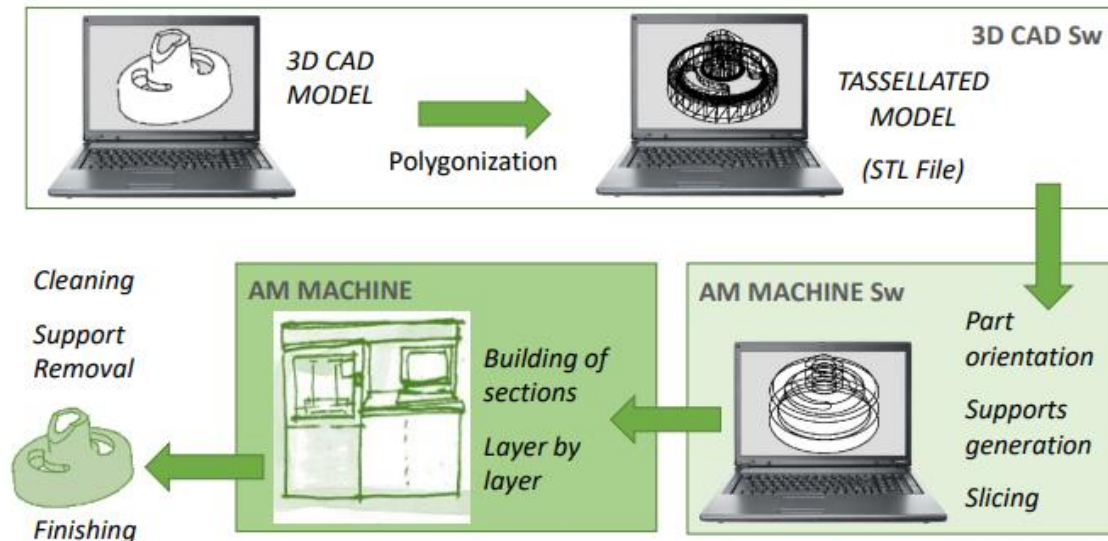 3D CAD Sw
3D CAD
MODEL
Polygonization
TASSELLATED
MODEL
(STL File)
AM MACHINE Sw
Part
orientation
Supports
generation
Slicing
AM MACHINE
Building of
sections
Layer by
layer
Cleaning
Support
Removal
Finishing